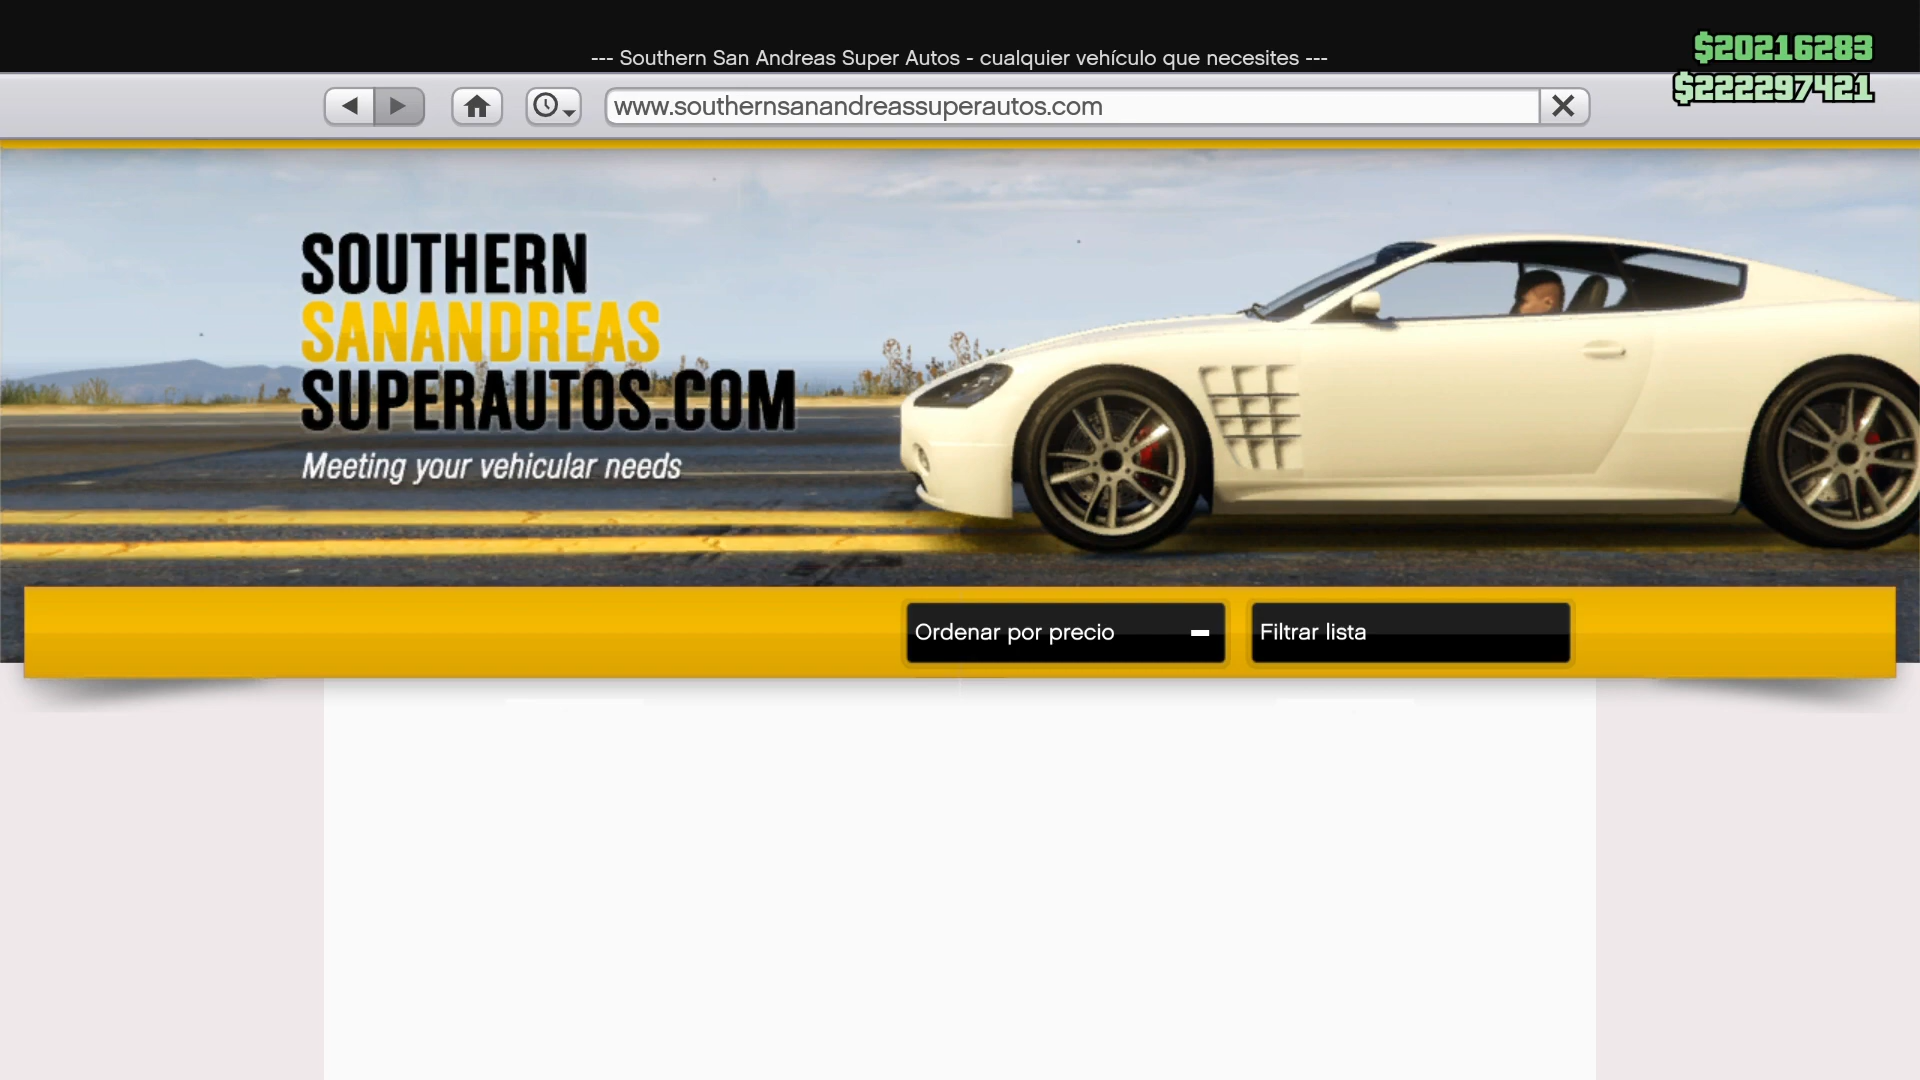 --- Southern San Andreas Super Autos - cualquier vehículo que necesites ---
$20216283
$222297421
www.southernsanandreassuperautos.com
SOUTHERN
SANANDREAS
SUPERAUTOS.COM
Meeting your vehicular needs
Ordenar por precio
Filtrar lista